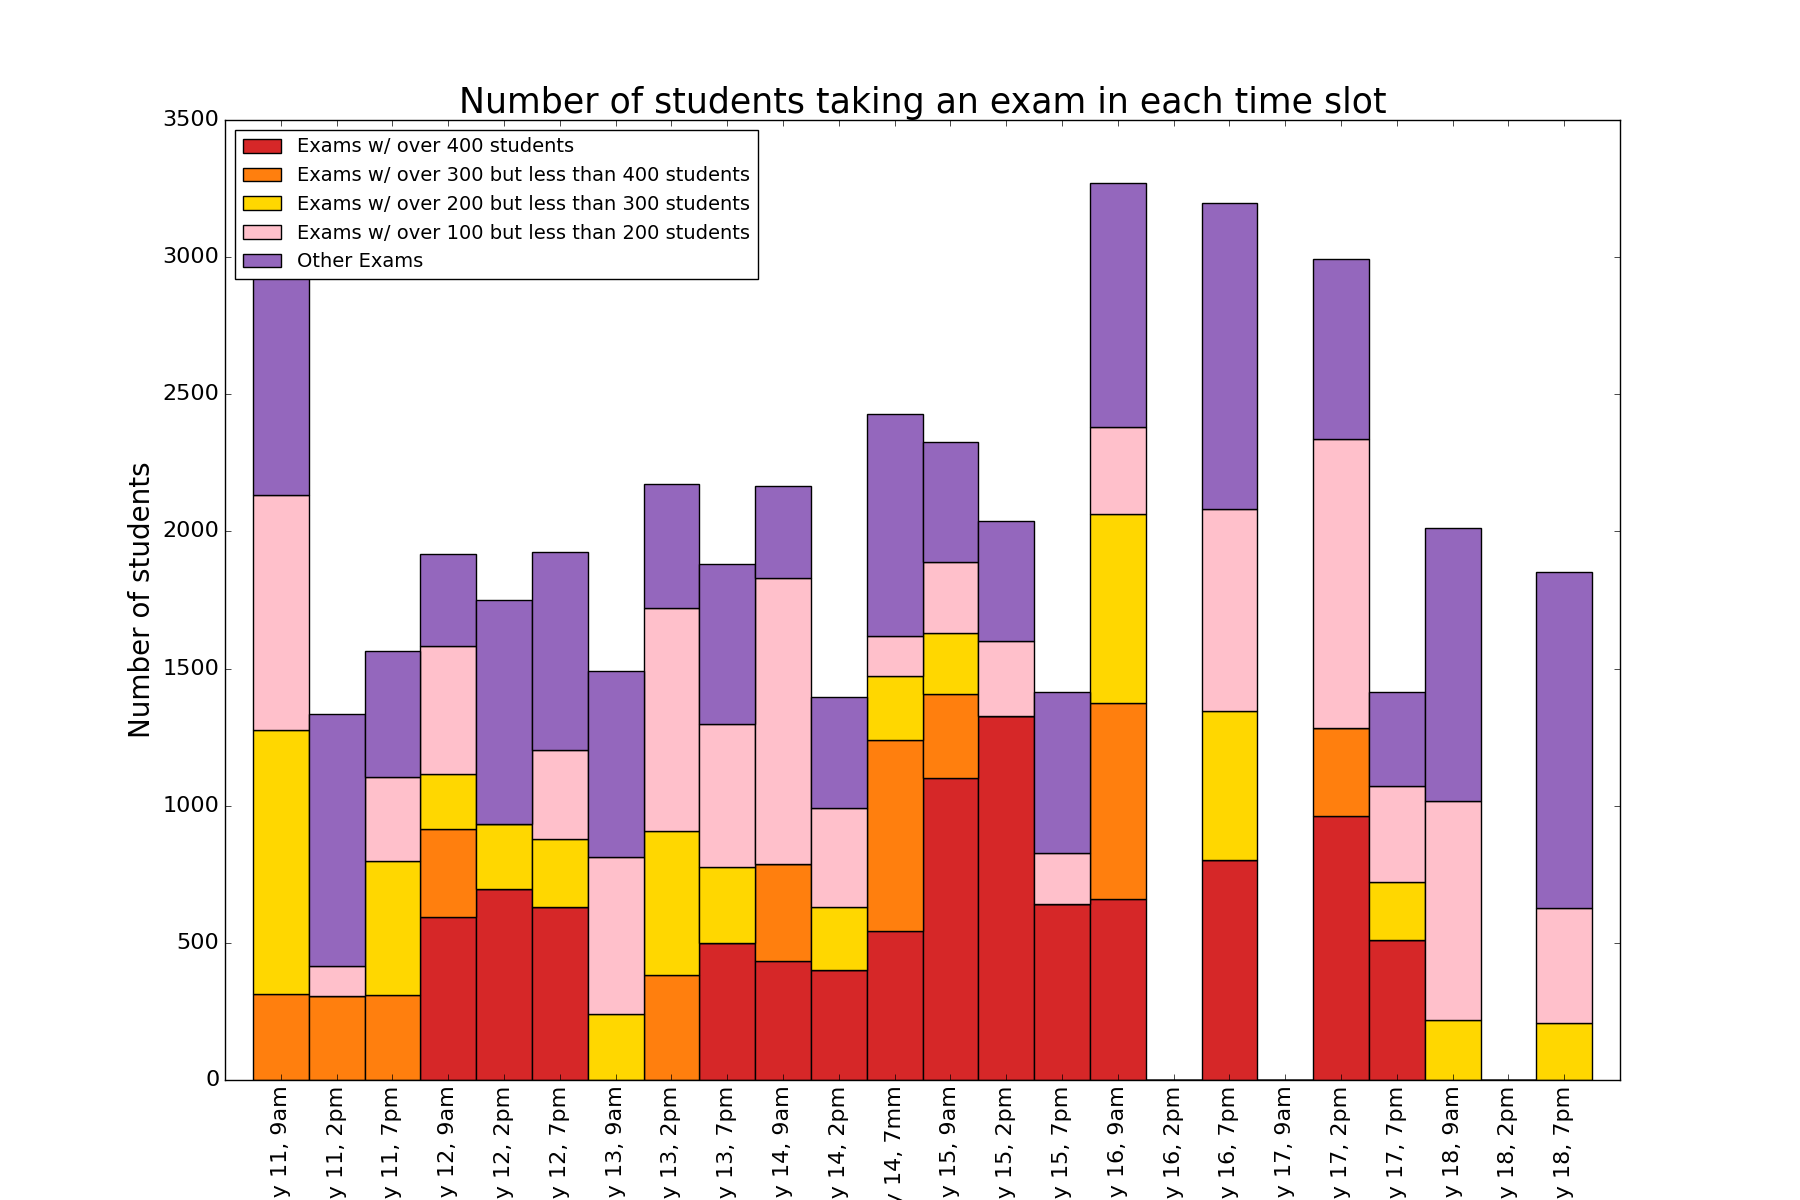 Number of students taking an exam in each time slot
3500
3000
2500
2000
1500
1000
500
0
Number of students
Exams w/ over 400 students
Exams w/ over 300 but less than 400 students
Exams w/ over 200 but less than 300 students
Exams w/ over 100 but less than 200 students
Other Exams
y 11, 9am
y 11, 2pm
y 11, 7pm
y 12, 9am
y 12, 2pm
y 12, 7pm
y 13, 9am
y 13, 2pm
y 13, 7pm
y 14, 9am
y 14, 2pm
y 14, 7mm
y 15, 9am
y 15, 2pm
y 15, 7pm
y 16, 9am
y 16, 2pm
y 16, 7pm
y 17, 9am
y 17, 2pm
y 17, 7pm
y 18, 9am
y 18, 2pm
y 18, 7pm